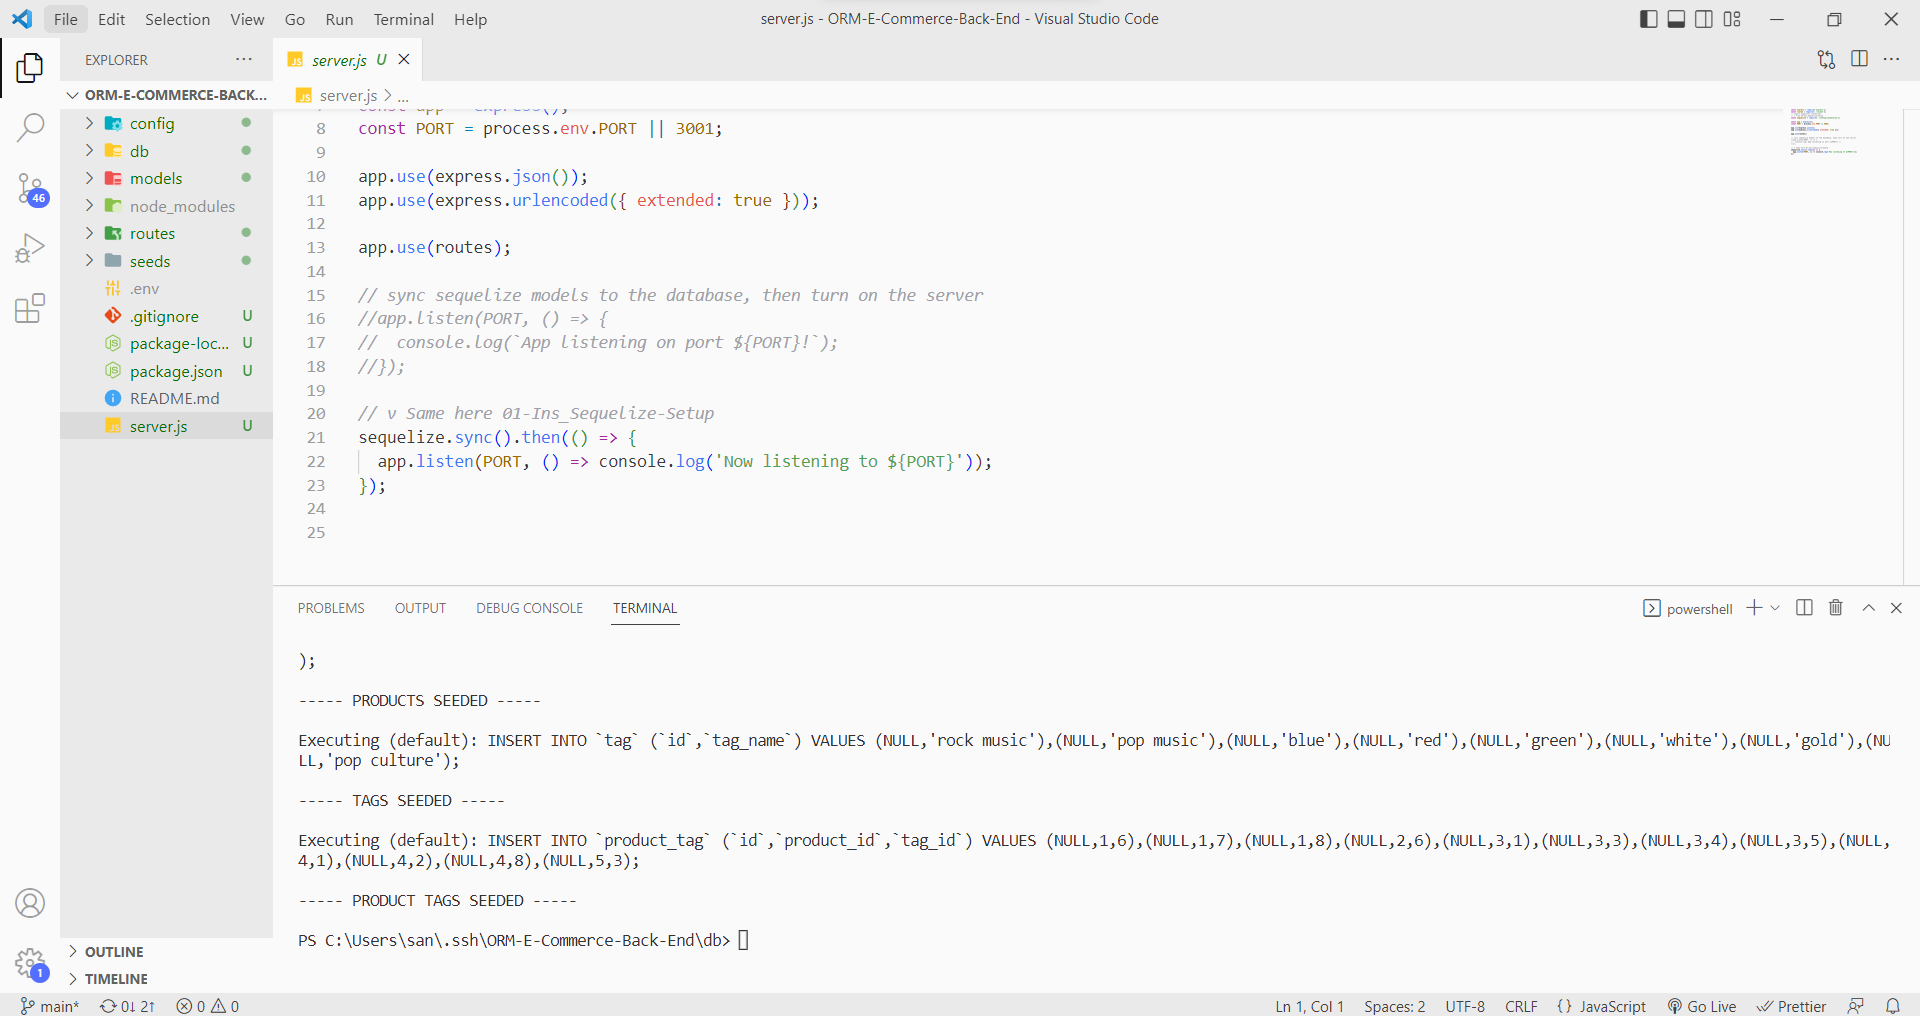 File Edit Selection View Go Run Terminal Help
server.js - ORM-E-Commerce-Back-End - Visual Studio Code
EXPLORER ···
JS server.js U
ORM-E-COMMERCE-BACK...
JS server.js > ...
config
db
models
node_modules
routes
seeds
.env
.gitignore U
package-loc... U
package.json U
README.md
JS server.js U
46
const app = express();
8 const PORT = process.env.PORT || 3001;
9
10 app.use(express.json());
11 app.use(express.urlencoded({ extended: true }));
12
13 app.use(routes);
14
15 // sync sequelize models to the database, then turn on the server
16 //app.listen(PORT, () => {
17 //  console.log(`App listening on port ${PORT}!`);
18 //});
19
20 // v Same here 01-Ins_Sequelize-Setup
21 sequelize.sync().then(() => {
22   app.listen(PORT, () => console.log('Now listening to ${PORT}'));
23 });
24
25
PROBLEMS OUTPUT DEBUG CONSOLE TERMINAL
powershell
);
----- PRODUCTS SEEDED -----
Executing (default): INSERT INTO `tag` (`id`,`tag_name`) VALUES (NULL,'rock music'),(NULL,'pop music'),(NULL,'blue'),(NULL,'red'),(NULL,'green'),(NULL,'white'),(NULL,'gold'),(NU
LL,'pop culture');
----- TAGS SEEDED -----
Executing (default): INSERT INTO `product_tag` (`id`,`product_id`,`tag_id`) VALUES (NULL,1,6),(NULL,1,7),(NULL,1,8),(NULL,2,6),(NULL,3,1),(NULL,3,3),(NULL,3,4),(NULL,3,5),(NULL,
4,1),(NULL,4,2),(NULL,4,8),(NULL,5,3);
----- PRODUCT TAGS SEEDED -----
PS C:\Users\san\.ssh\ORM-E-Commerce-Back-End\db>
OUTLINE
1
TIMELINE
main* 0↓ 2↑ 0 0
Ln 1, Col 1 Spaces: 2 UTF-8 CRLF {} JavaScript Go Live Prettier